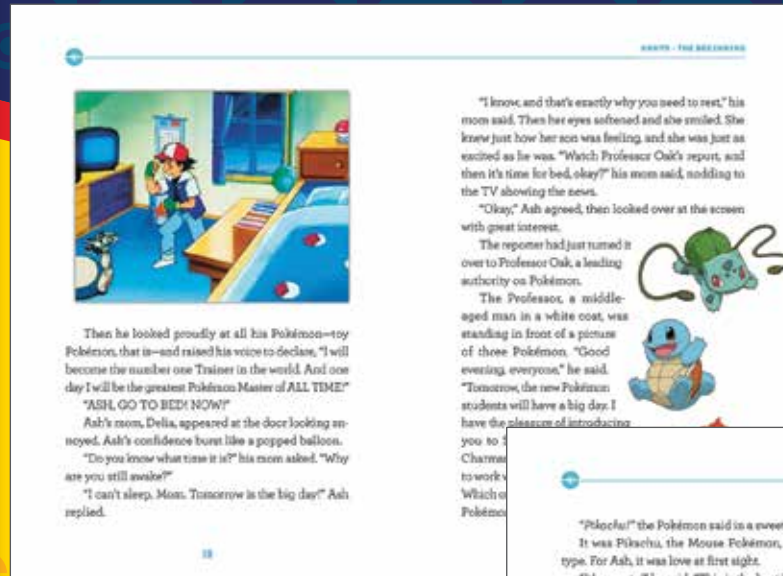 Then he looked proudly at all his Pokémon—toy
Pokémon, that is—and raised his voice to declare, "I will
become the number one Trainer in the world. And one
day I will be the greatest Pokémon Master of ALL TIME!"
"ASH, GO TO BED! NOW!"
Ash's mom, Delia, appeared at the door looking an-
noyed. Ash's confidence burst like a popped balloon.
"Do you know what time it is?" his mom asked. "Why
are you still awake?"
"I can't sleep, Mom. Tomorrow is the big day!" Ash
replied.
KANTO • THE BEGINNING
"I know, and that's exactly why you need to rest," his
mom said. Then her eyes softened and she smiled. She
knew just how her son was feeling, and she was just as
excited as he was. "Watch Professor Oak's report, and
then it's time for bed, okay?" his mom said, nodding to
the TV showing the news.
"Okay," Ash agreed, then looked over at the screen
with great interest.
The reporter had just turned it
over to Professor Oak, a leading
authority on Pokémon.
The Professor, a middle-
aged man in a white coat, was
standing in front of a picture
of three Pokémon. "Good
evening, everyone," he said.
"Tomorrow, the new Pokémon
students will have a big day. I
have the pleasure of introducing
you to
to work
Which
"Pikachu!" the Pokémon said in a sweet
It was Pikachu, the Mouse Pokémon,
type. For Ash, it was love at first sight.